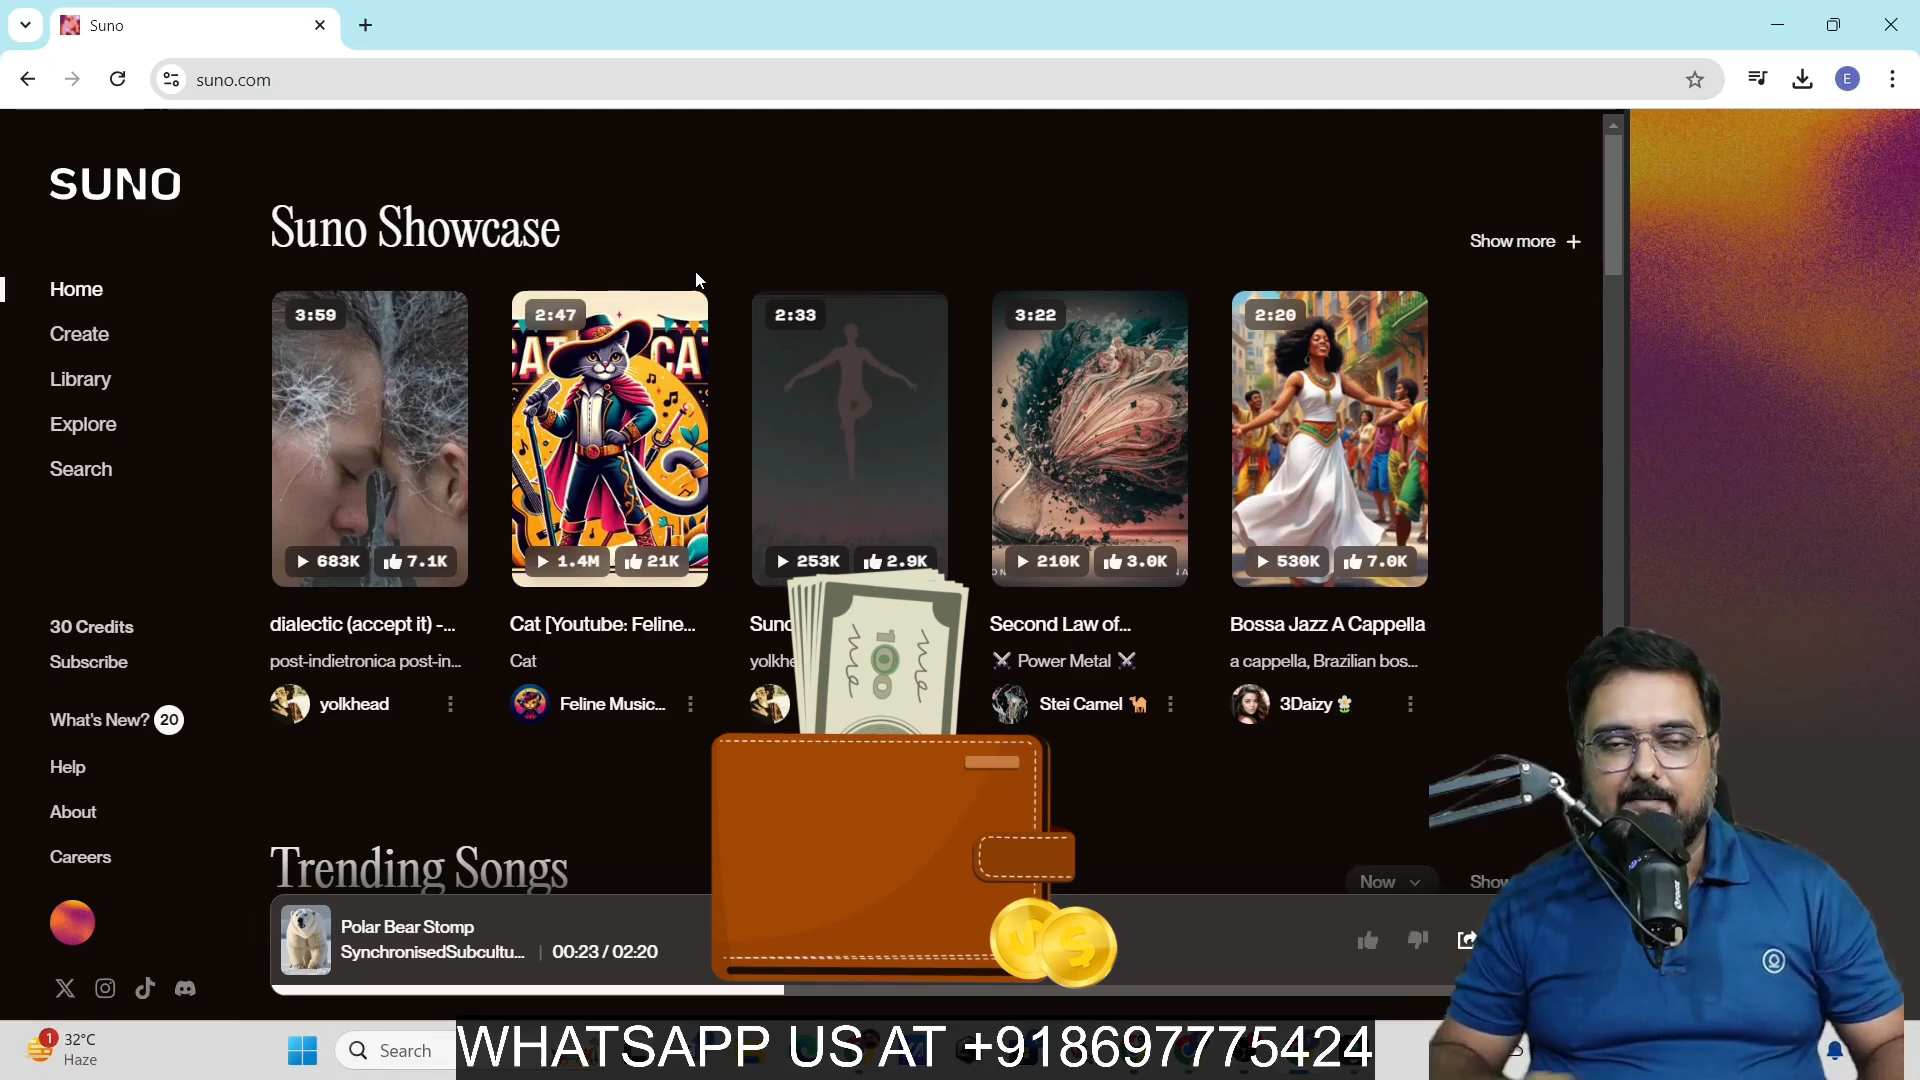 Suno
suno.com
E
SUNO
Suno Showcase
Show more +
Home
Create
Library
Explore
Search
3:59
2:47
2:33
3:22
2:20
CAT CA
683K 7.1K
1.4M 21K
253K 2.9K
210K 3.0K
530K 7.0K
dialectic (accept it) -...
Cat [Youtube: Feline...
Second Law of...
Bossa Jazz A Cappella
post-indietronica post-in...
Cat
Power Metal
a cappella, Brazilian bos...
yolkhead
Feline Music...
Stei Camel
3Daizy
30 Credits
Subscribe
What's New? 20
Help
About
Careers
100
Trending Songs
Now
Polar Bear Stomp
SynchronisedSubcultu... | 00:23 / 02:20
1
32°C
Haze
Search
WHATSAPP US AT +918697775424